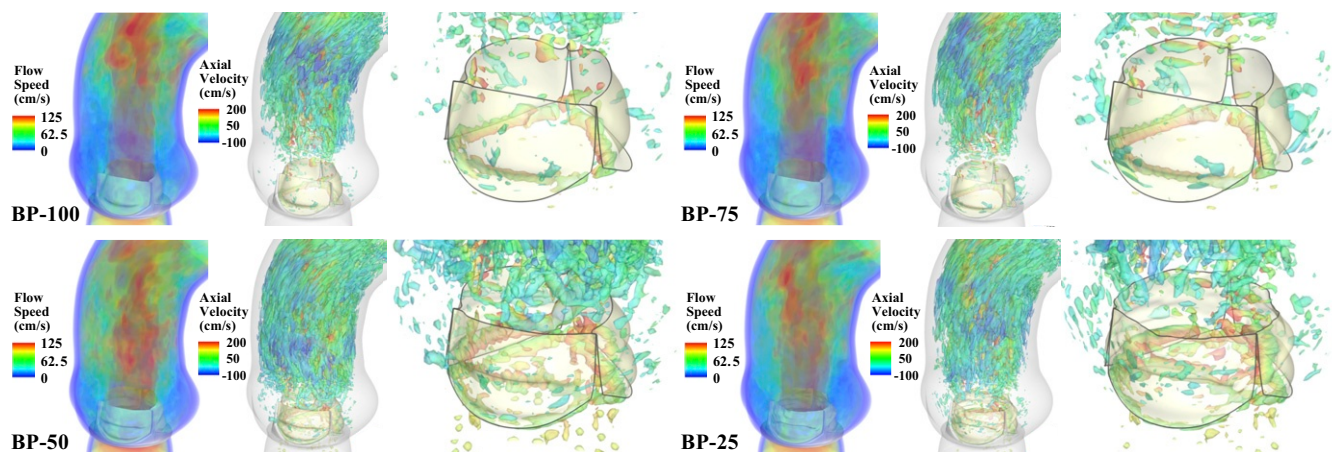 Flow
Speed
(cm/s)
125
62.5
0
Axial
Velocity
(cm/s)
200
50
-100
BP-100
Flow
Speed
(cm/s)
125
62.5
0
Axial
Velocity
(cm/s)
200
50
-100
BP-75
Flow
Speed
(cm/s)
125
62.5
0
Axial
Velocity
(cm/s)
200
50
-100
BP-50
Flow
Speed
(cm/s)
125
62.5
0
Axial
Velocity
(cm/s)
200
50
-100
BP-25